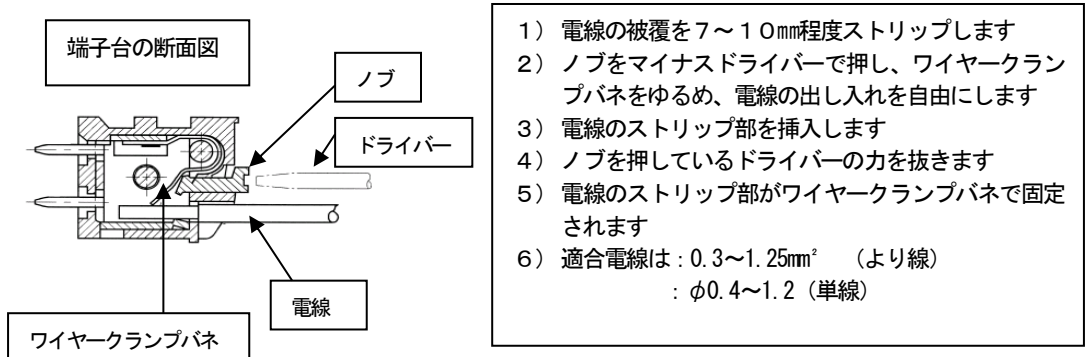 端子台の断面図
ノブ
ドライバー
電線
ワイヤークランプバネ
1) 電線の被覆を7~10㎜程度ストリップします
2) ノブをマイナスドライバーで押し、ワイヤークラン
プバネをゆるめ、電線の出し入れを自由にします
3) 電線のストリップ部を挿入します
4) ノブを押しているドライバーの力を抜きます
5) 電線のストリップ部がワイヤークランプバネで固定
されます
6) 適合電線は:0.3~1.25㎜² (より線)
:φ0.4~1.2(単線)